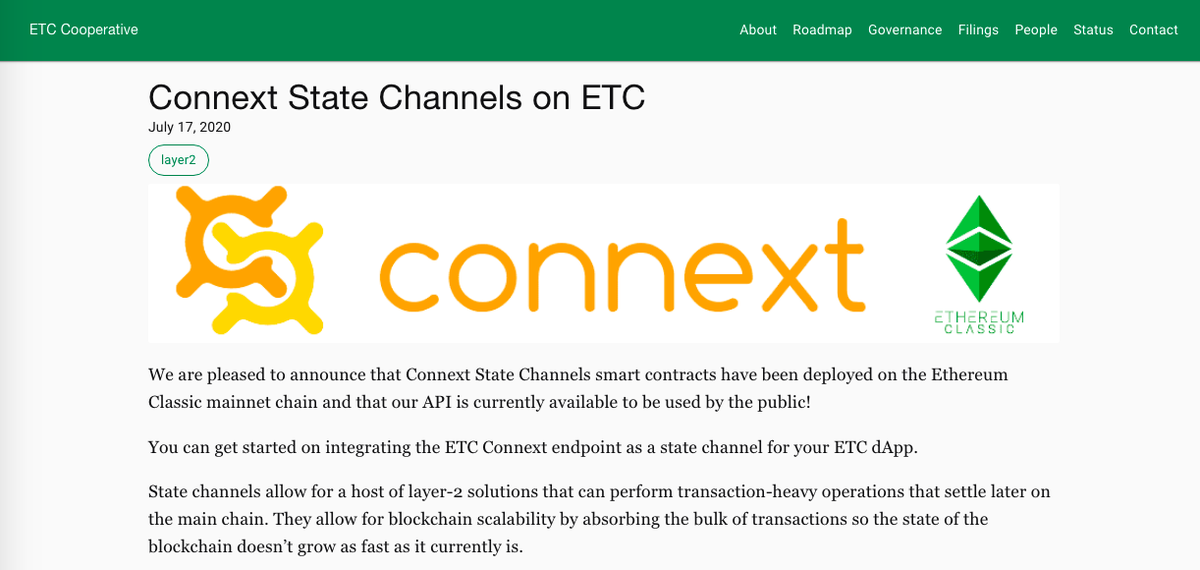 ETC Cooperative
About Roadmap Governance Filings People Status Contact
Connext State Channels on ETC
July 17, 2020
layer2
connext
ETHEREUM
CLASSIC
We are pleased to announce that Connext State Channels smart contracts have been deployed on the Ethereum
Classic mainnet chain and that our API is currently available to be used by the public!
You can get started on integrating the ETC Connext endpoint as a state channel for your ETC dApp.
State channels allow for a host of layer-2 solutions that can perform transaction-heavy operations that settle later on
the main chain. They allow for blockchain scalability by absorbing the bulk of transactions so the state of the
blockchain doesn’t grow as fast as it currently is.